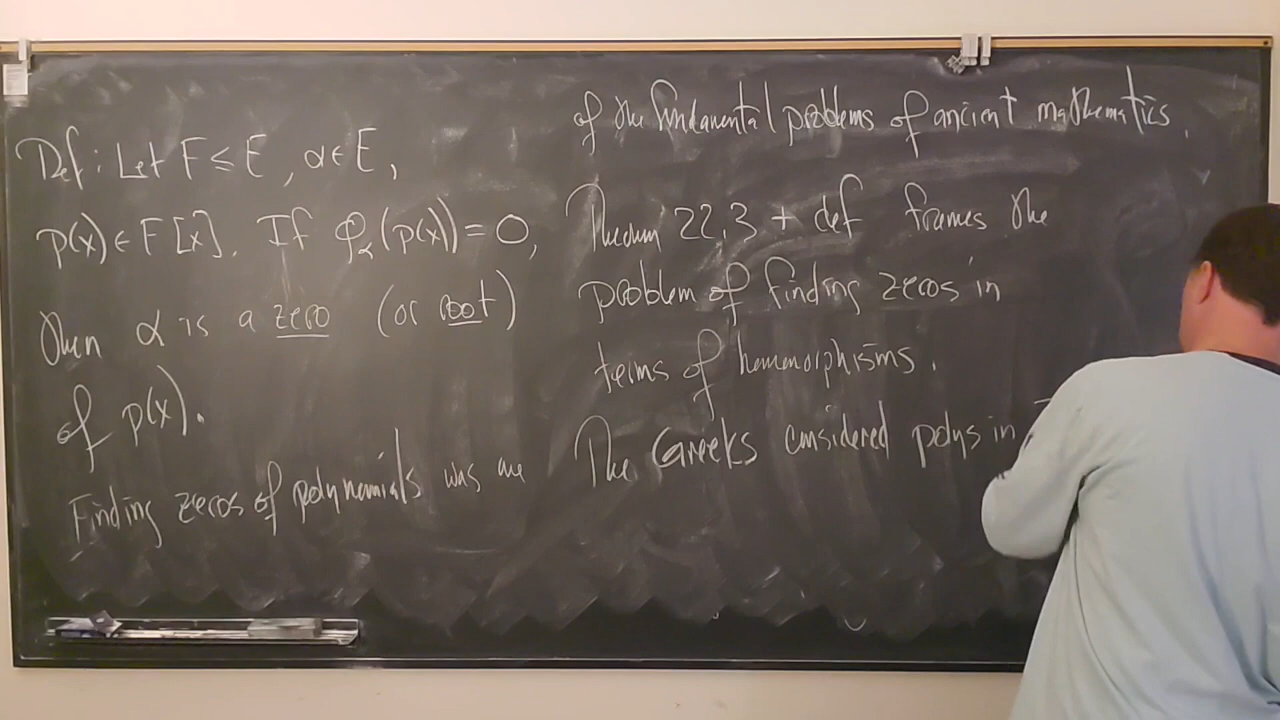 Def: Let F ≤ E, α ∈ E,
p(x) ∈ F[x]. If φ_α(p(x)) = 0,
then α is a zero (or root)
of p(x).
Finding zeros of polynomials was one
of the fundamental problems of ancient mathematics.
Theorem 22.3 + def frames the
problem of finding zeros in
terms of homomorphisms.
The Greeks considered polys in